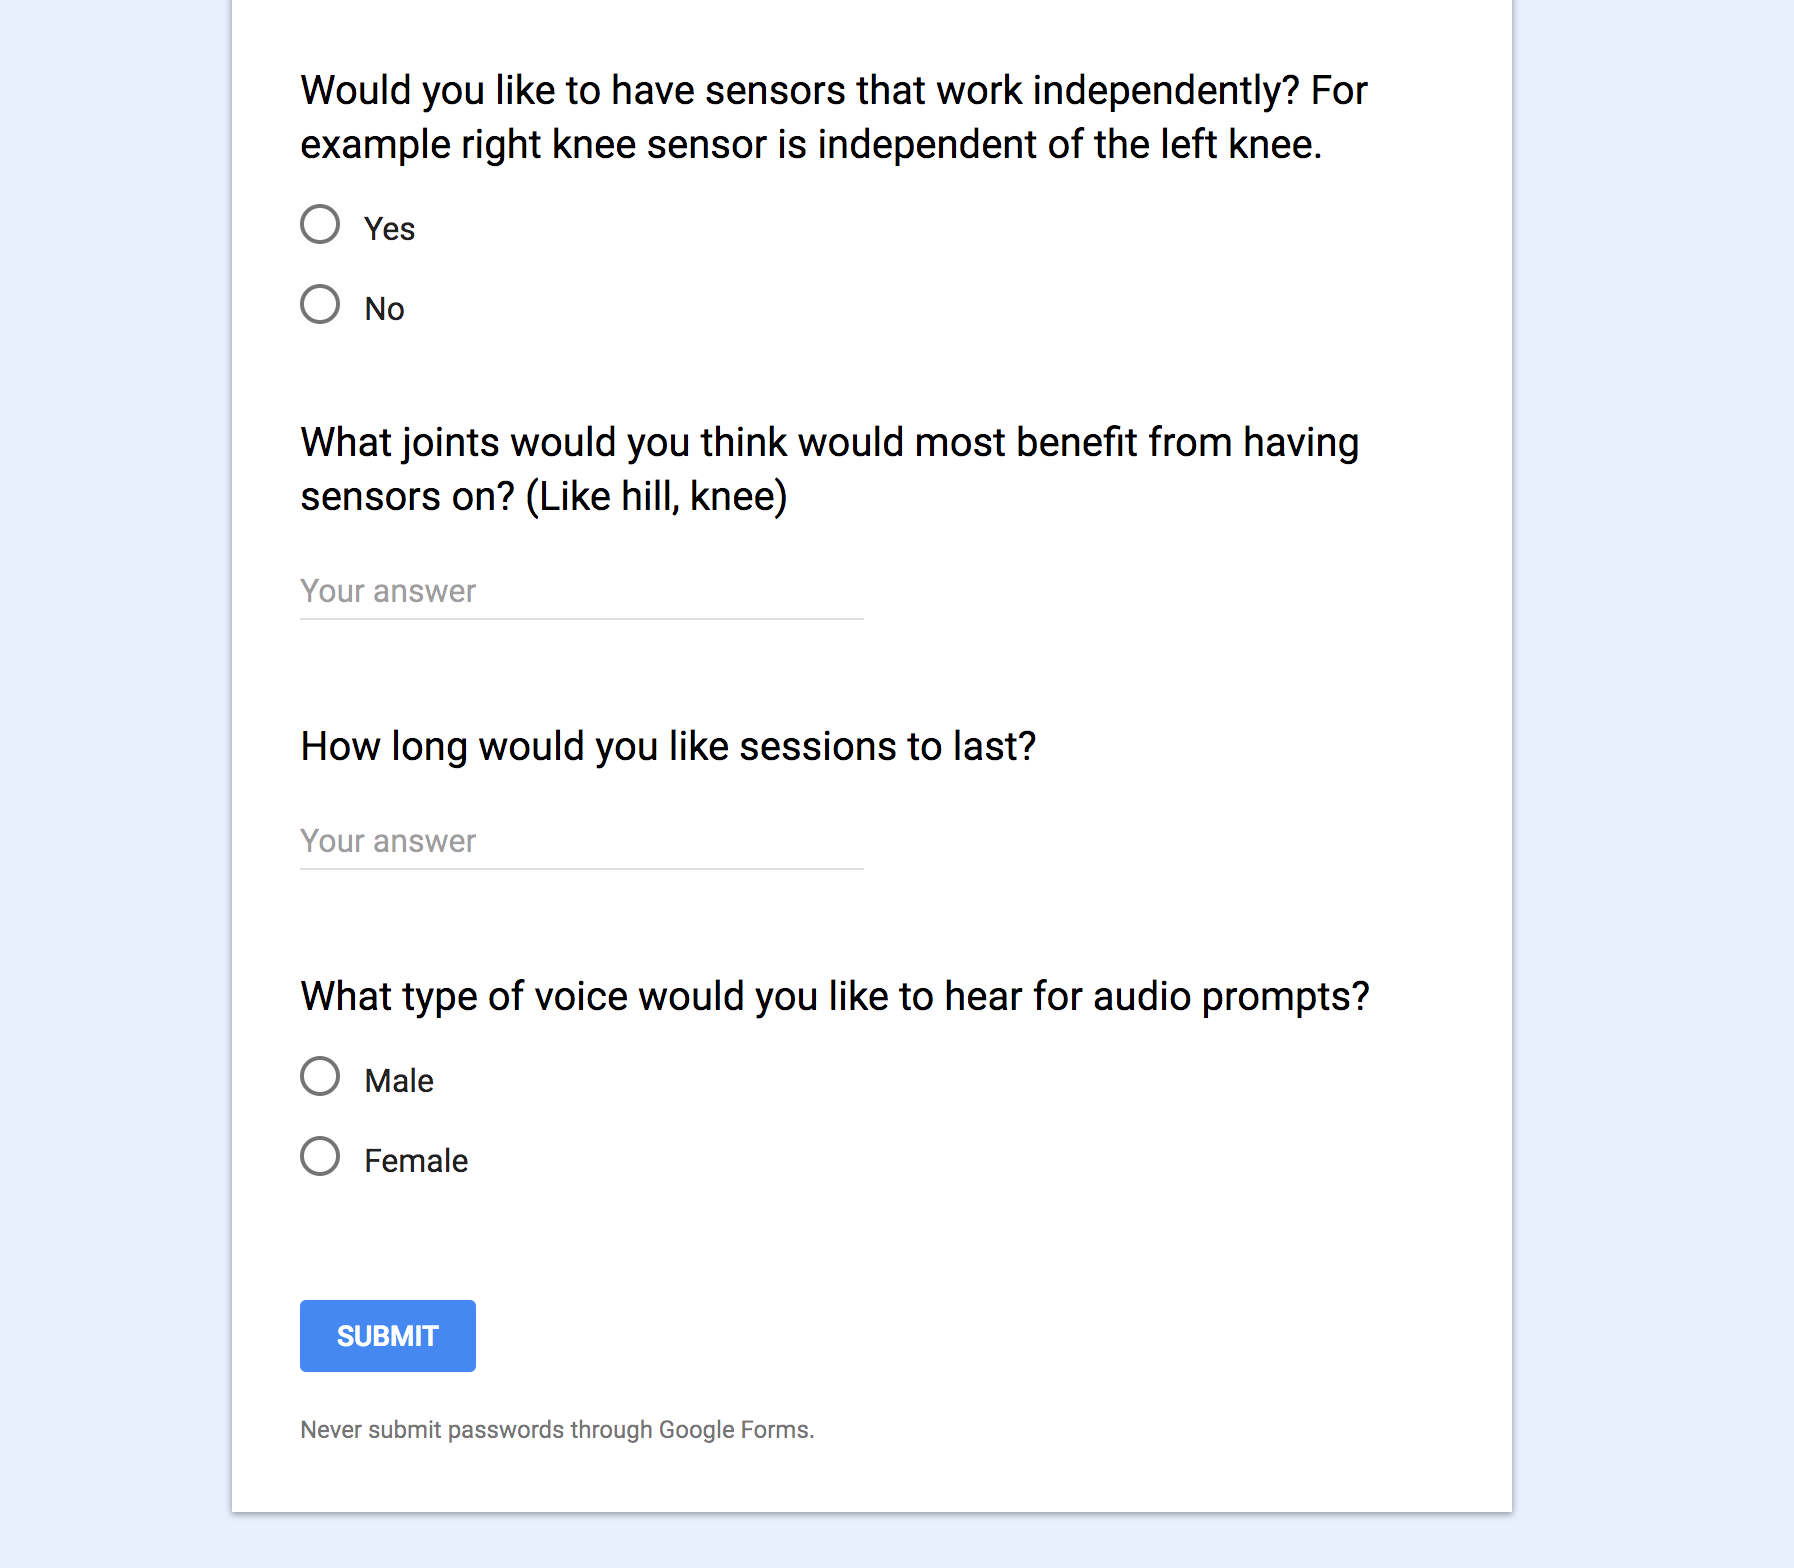 Would you like to have sensors that work independently? For
example right knee sensor is independent of the left knee.
Yes
No
What joints would you think would most benefit from having
sensors on? (Like hill, knee)
Your answer
How long would you like sessions to last?
Your answer
What type of voice would you like to hear for audio prompts?
Male
Female
SUBMIT
Never submit passwords through Google Forms.